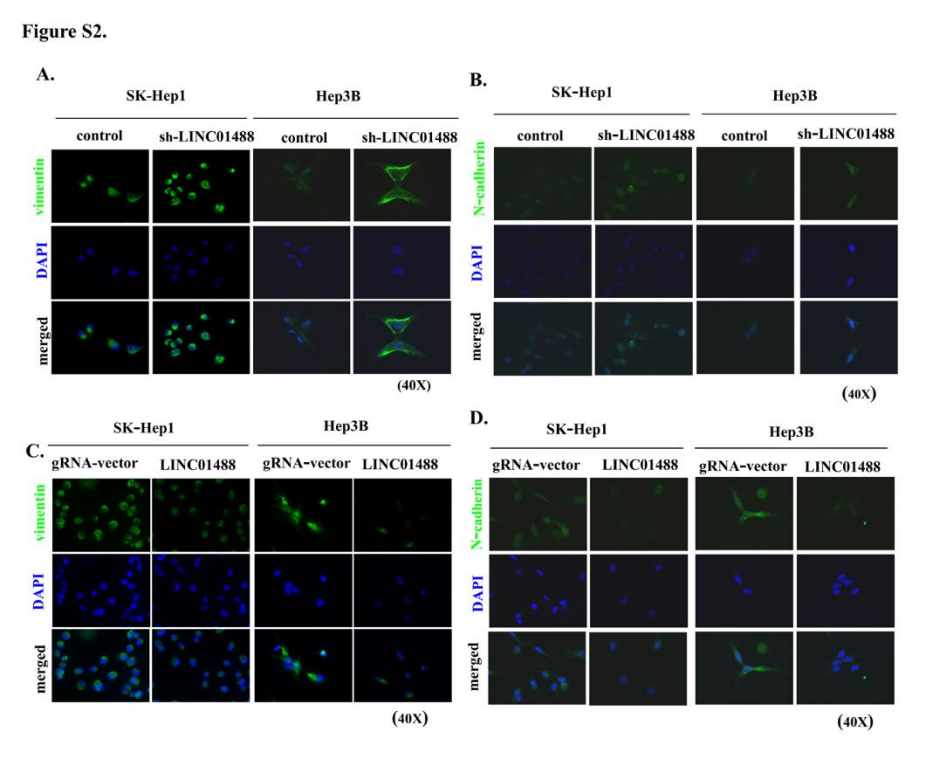 Figure S2.
A.
SK-Hep1 Hep3B
control sh-LINC01488 control sh-LINC01488
vimentin
DAPI
merged
(40X)
B.
SK-Hep1 Hep3B
control sh-LINC01488 control sh-LINC01488
N-cadherin
DAPI
merged
(40X)
C.
SK-Hep1 Hep3B
gRNA-vector LINC01488 gRNA-vector LINC01488
vimentin
DAPI
merged
(40X)
D.
SK-Hep1 Hep3B
gRNA-vector LINC01488 gRNA-vector LINC01488
N-cadherin
DAPI
merged
(40X)